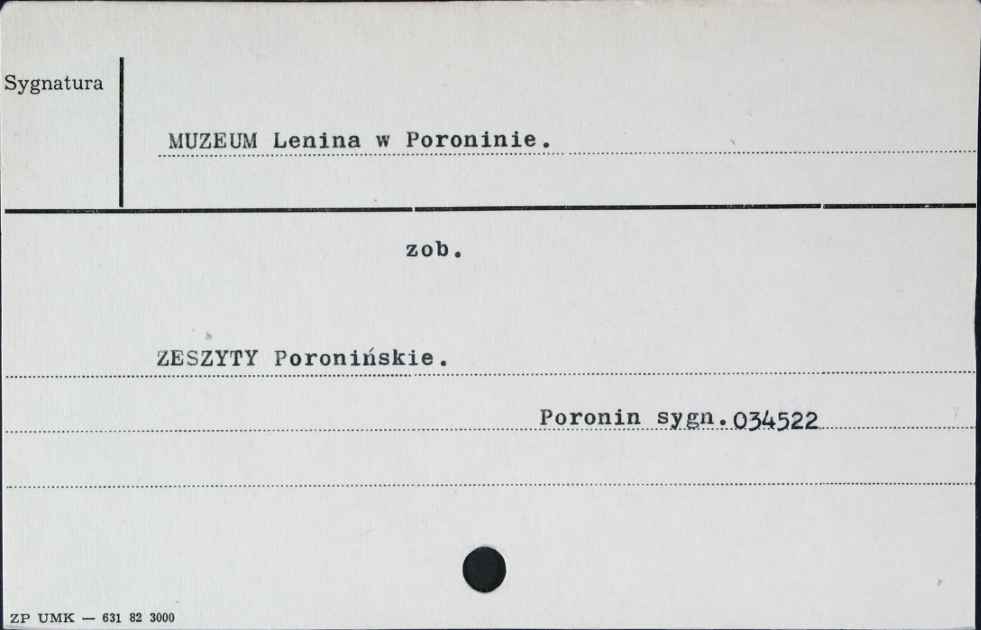 Sygnatura
MUZEUM Lenina w Poroninie.
zob.
ZESZYTY Poronińskie.
Poronin sygn.034522
ZP UMK — 631 82 3000